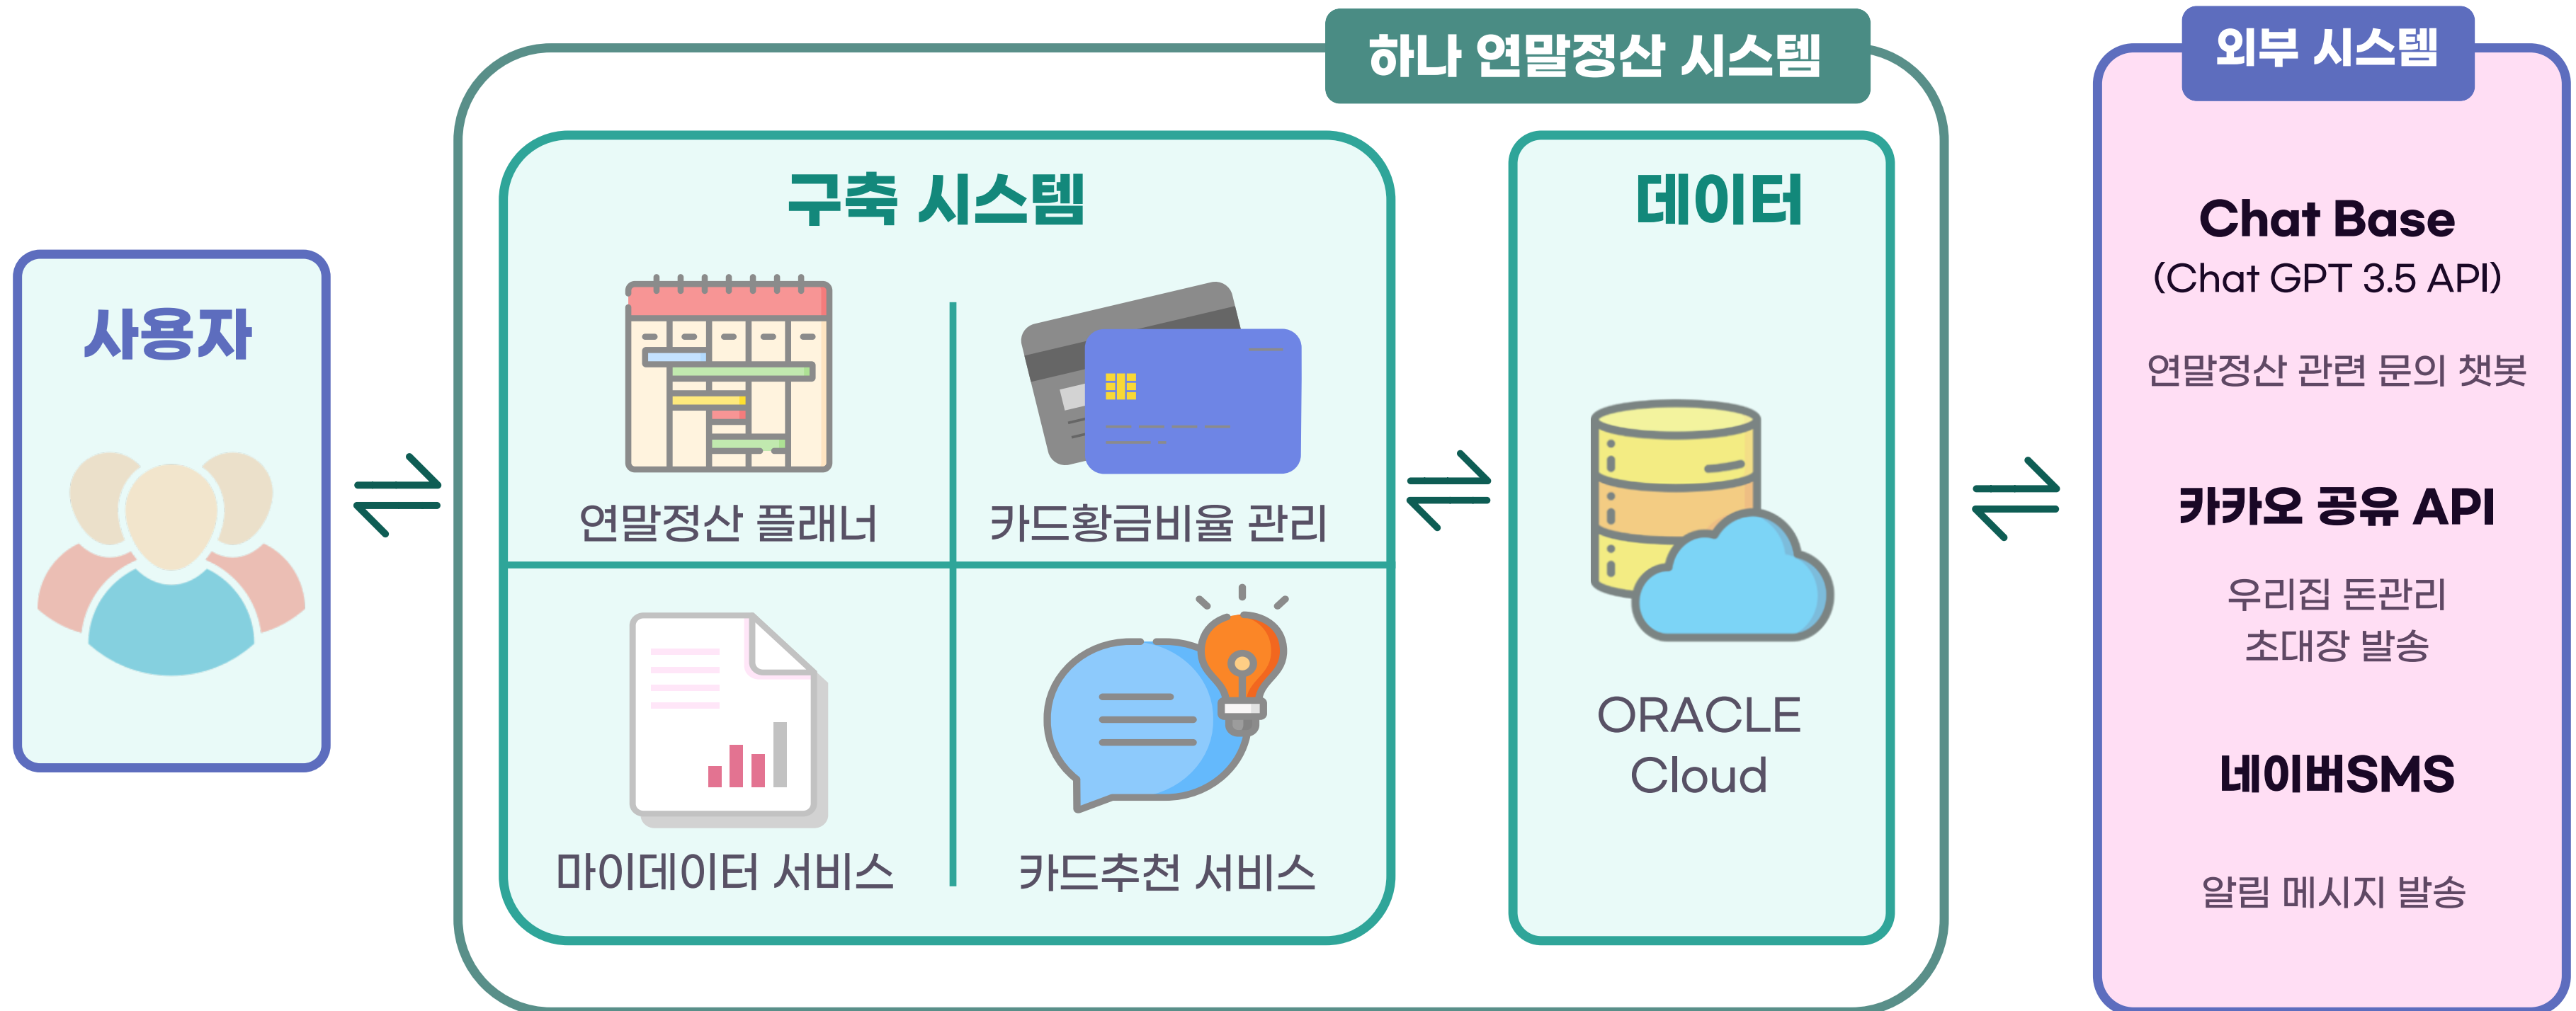 하나 연말정산 시스템
외부 시스템
사용자
구축 시스템
연말정산 플래너
카드황금비율 관리
마이데이터 서비스
카드추천 서비스
데이터
ORACLE
Cloud
Chat Base
(Chat GPT 3.5 API)
연말정산 관련 문의 챗봇
카카오 공유 API
우리집 돈관리
초대장 발송
네이버SMS
알림 메시지 발송